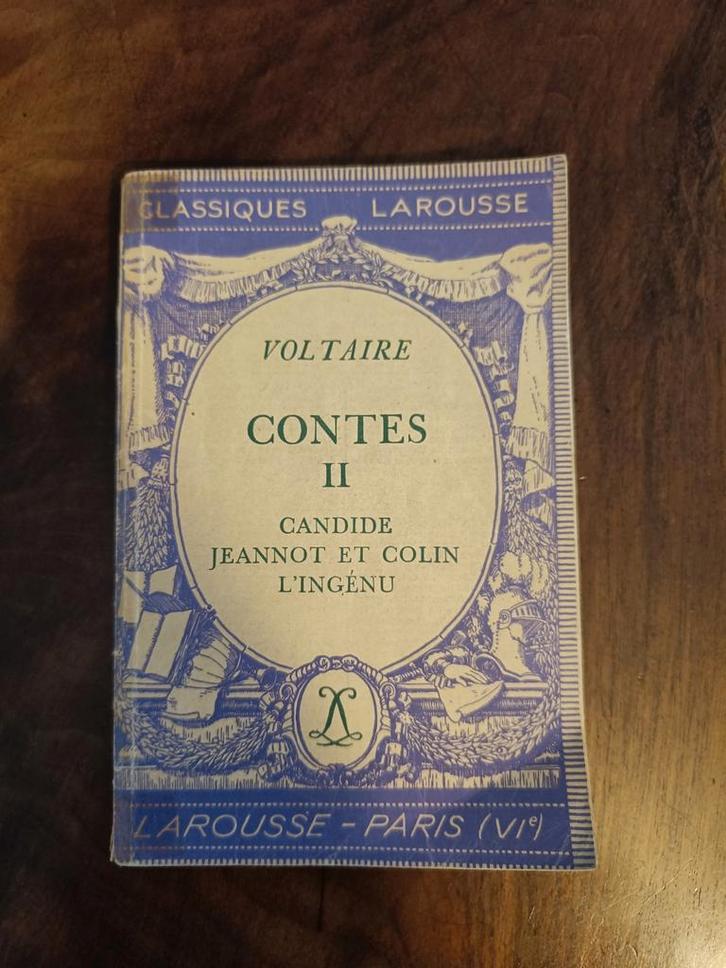 CLASSIQUES LAROUSSE
VOLTAIRE
CONTES
II
CANDIDE
JEANNOT ET COLIN
L'INGÉNU
LAROUSSE - PARIS (VIe)